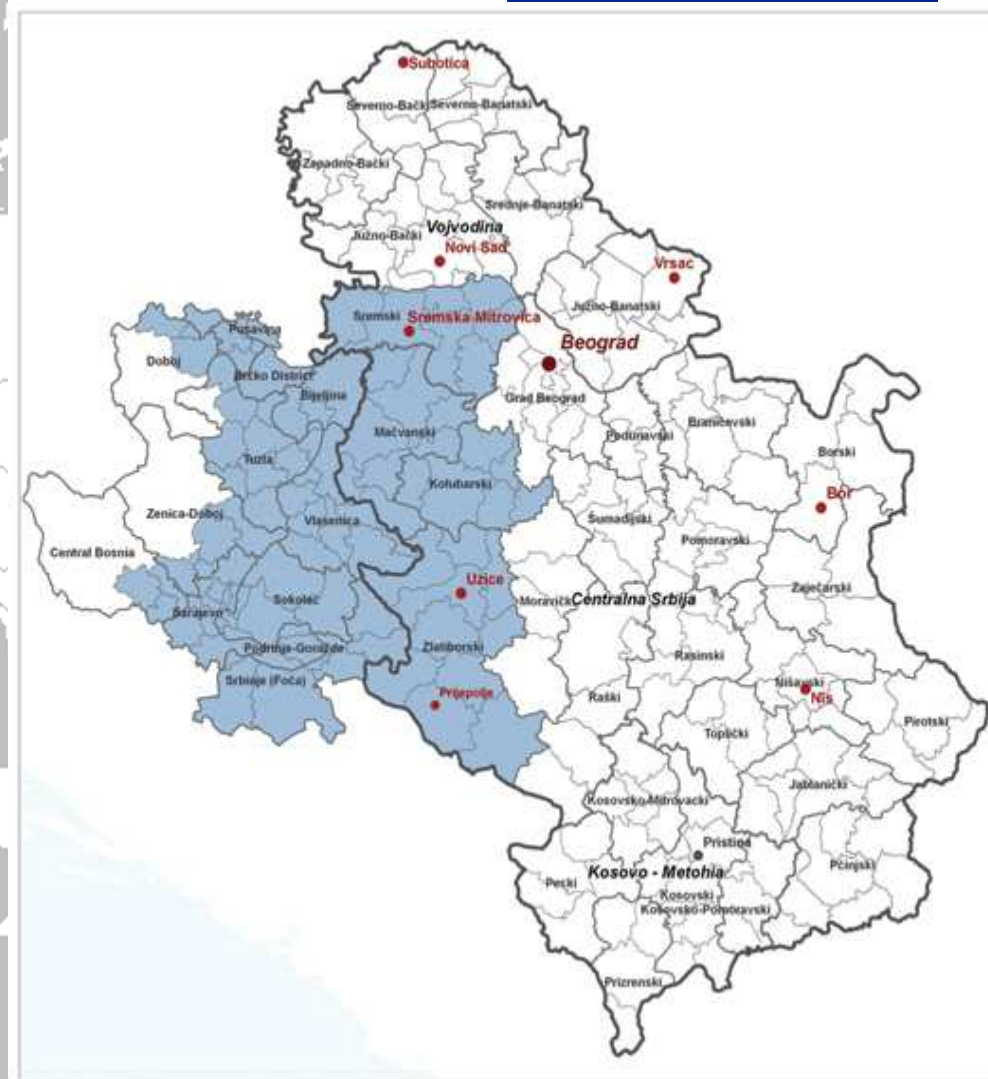 Subotica
Severno-Bački
Severno-Banatski
Zapadno-Bački
Srednje-Banatski
Vojvodina
Južno-Bački
Novi Sad
Vrsac
Južno-Banatski
Sremski
Sremska Mitrovica
Posavina
Beograd
Doboj
Brčko District
Bijeljina
Grad Beograd
Mačvanski
Podunavski
Braničevski
Borski
Tuzla
Kolubarski
Bor
Zenica-Doboj
Vlasenica
Šumadijski
Pomoravski
Central Bosnia
Uzice
Zaječarski
Sokolac
Moravički
Centralna Srbija
Sarajevo
Podrinja-Goražde
Zlatiborski
Rasinski
Srbinje (Foča)
Prijepolje
Raški
Nišavski
Nis
Toplički
Pirotski
Jablanički
Kosovsko-Mitrovacki
Pristina
Kosovo - Metohia
Pčinjski
Pecki
Kosovski
Kosovsko-Pomoravski
Prizrenski